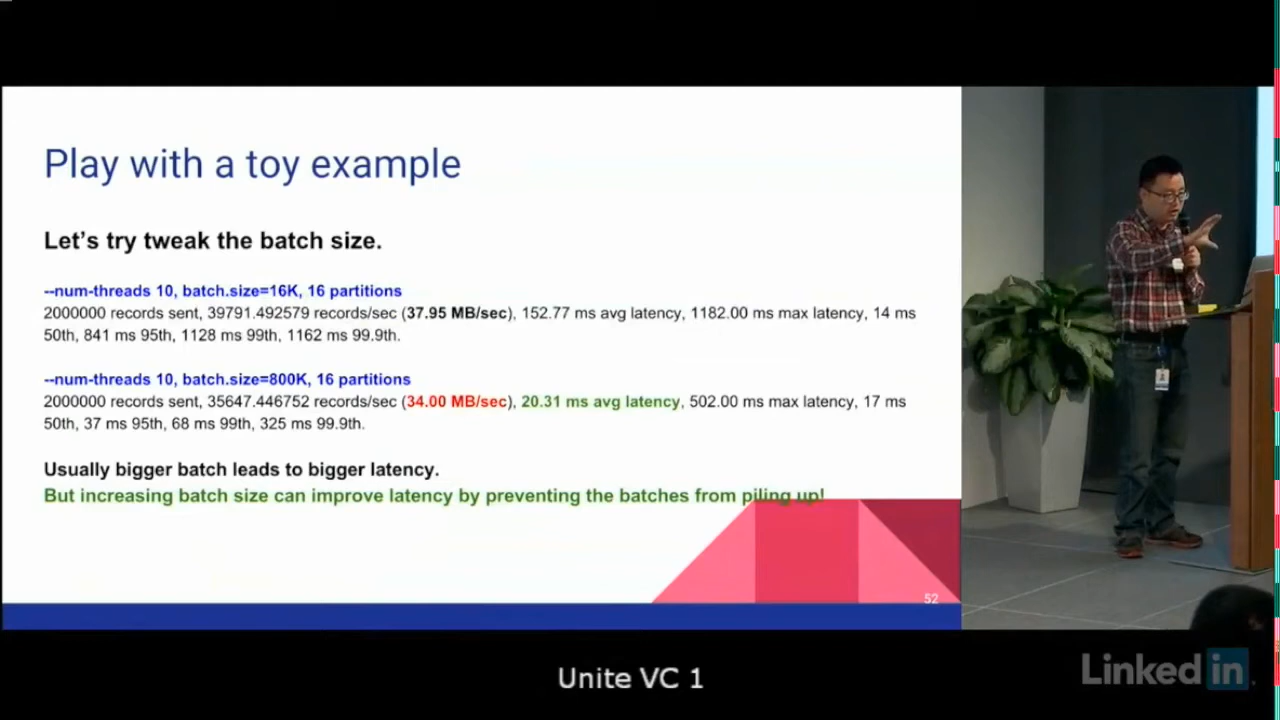 Play with a toy example
Let's try tweak the batch size.
--num-threads 10, batch.size=16K, 16 partitions
2000000 records sent, 39791.492579 records/sec (37.95 MB/sec), 152.77 ms avg latency, 1182.00 ms max latency, 14 ms
50th, 841 ms 95th, 1128 ms 99th, 1162 ms 99.9th.
--num-threads 10, batch.size=800K, 16 partitions
2000000 records sent, 35647.446752 records/sec (34.00 MB/sec), 20.31 ms avg latency, 502.00 ms max latency, 17 ms
50th, 37 ms 95th, 68 ms 99th, 325 ms 99.9th.
Usually bigger batch leads to bigger latency.
But increasing batch size can improve latency by preventing the batches from piling up!
52
Unite VC 1
Linked in.